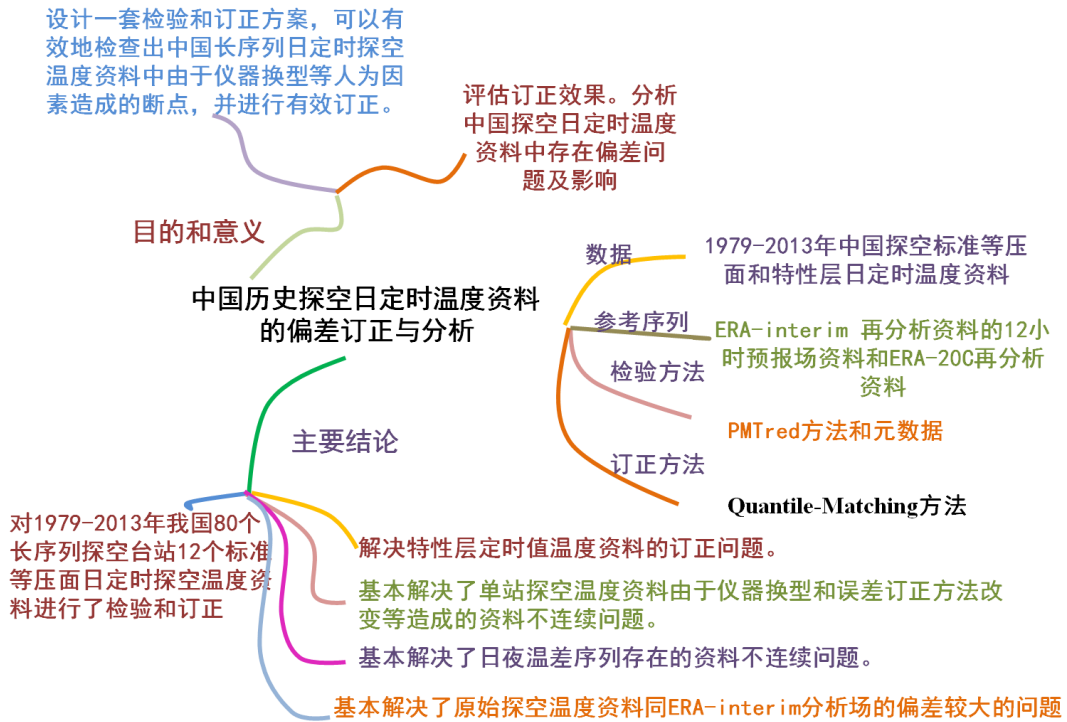 设计一套检验和订正方案，可以有
效地检查出中国长序列日定时探空
温度资料中由于仪器换型等人为因
素造成的断点，并进行有效订正。
评估订正效果。分析
中国探空日定时温度
资料中存在偏差问
题及影响
目的和意义
中国历史探空日定时温度资料
的偏差订正与分析
数据
1979-2013年中国探空标准等压
面和特性层日定时温度资料
参考序列
ERA-interim 再分析资料的12小
时预报场资料和ERA-20C再分析
资料
检验方法
PMTred方法和元数据
订正方法
Quantile-Matching方法
主要结论
对1979-2013年我国80个
长序列探空台站12个标准
等压面日定时探空温度资
料进行了检验和订正
解决特性层定时值温度资料的订正问题。
基本解决了单站探空温度资料由于仪器换型和误差订正方法改
变等造成的资料不连续问题。
基本解决了日夜温差序列存在的资料不连续问题。
基本解决了原始探空温度资料同ERA-interim分析场的偏差较大的问题